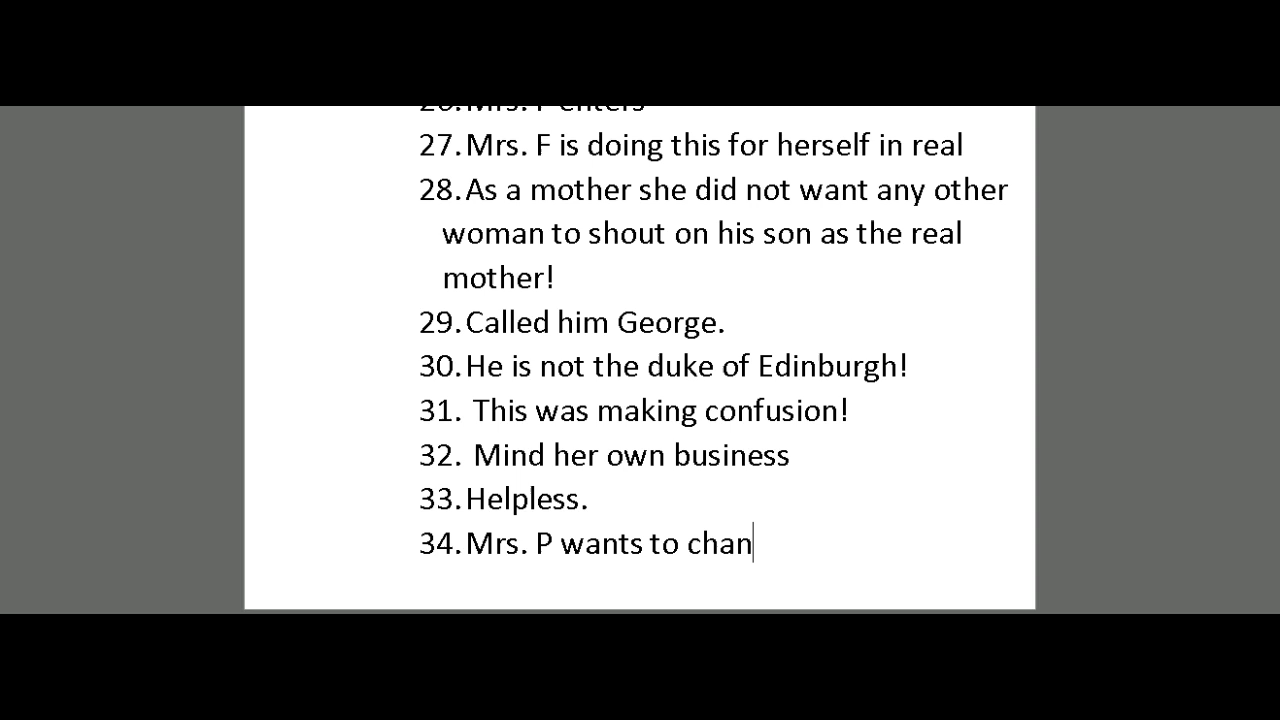 27. Mrs. F is doing this for herself in real
28. As a mother she did not want any other
woman to shout on his son as the real
mother!
29. Called him George.
30. He is not the duke of Edinburgh!
31. This was making confusion!
32. Mind her own business
33. Helpless.
34. Mrs. P wants to chan